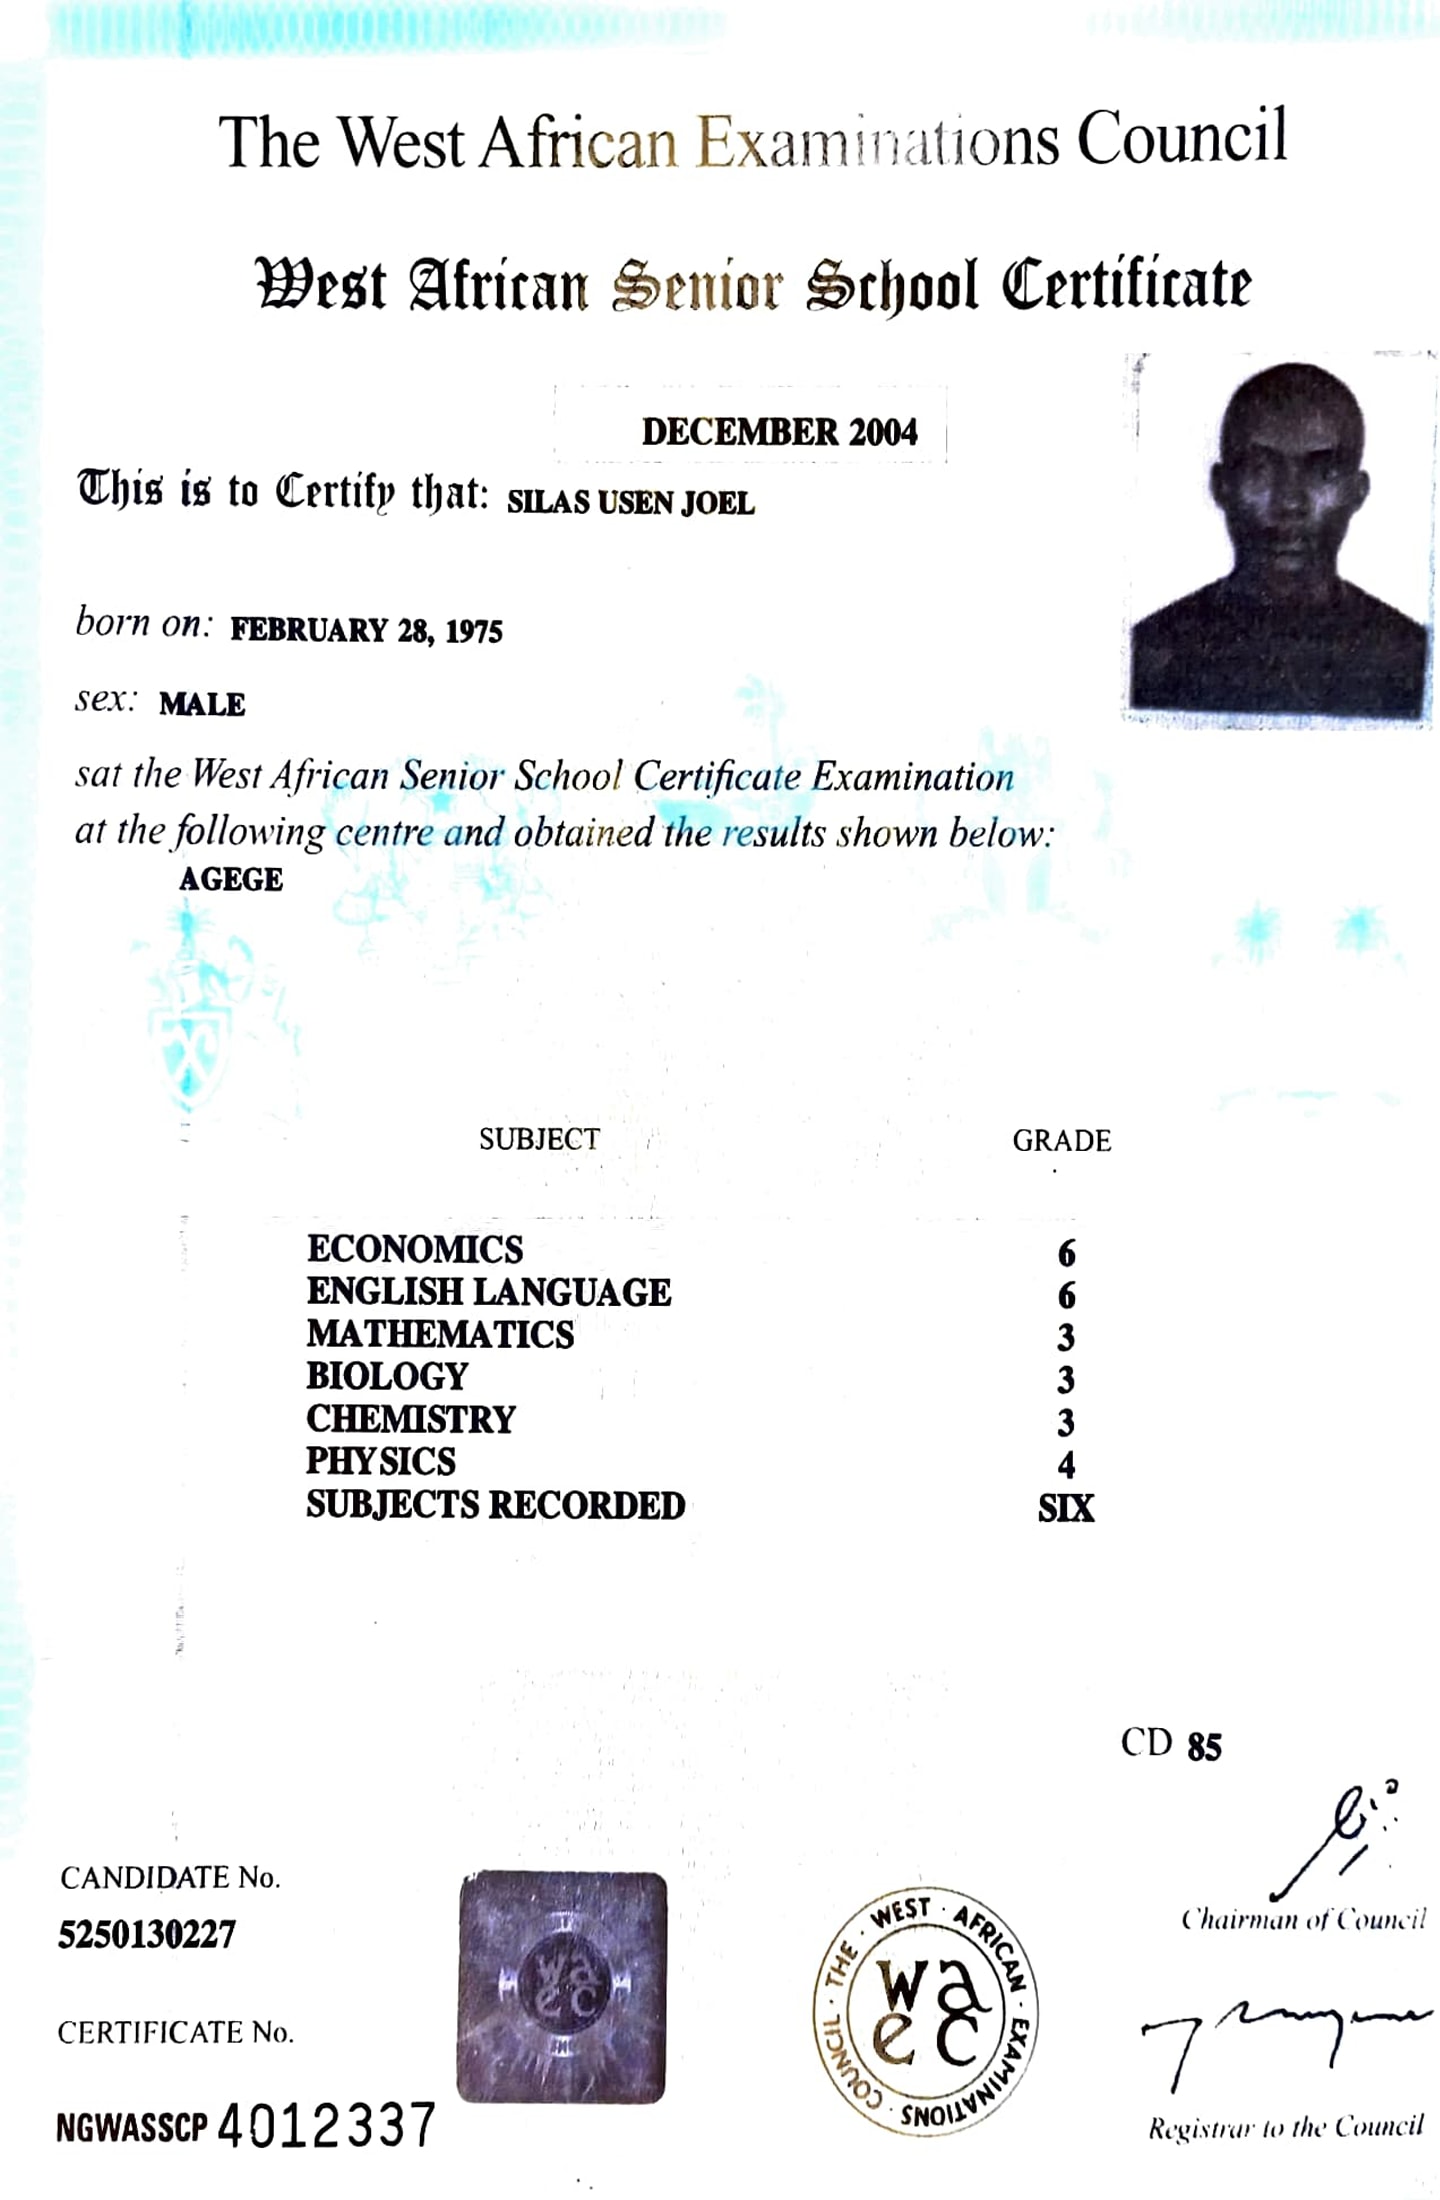 The West African Examinations Council
West African Senior School Certificate
DECEMBER 2004
This is to Certify that: SILAS USEN JOEL
born on: FEBRUARY 28, 1975
sex: MALE
sat the West African Senior School Certificate Examination
at the following centre and obtained the results shown below:
AGEGE
SUBJECT GRADE
ECONOMICS 6
ENGLISH LANGUAGE 6
MATHEMATICS 3
BIOLOGY 3
CHEMISTRY 3
PHYSICS 4
SUBJECTS RECORDED SIX
CD 85
Chairman of Council
CANDIDATE No.
5250130227
CERTIFICATE No.
NGWASSCP 4012337
wa
ec
THE · WEST · AFRICAN · EXAMINATIONS · COUNCIL ·
wa
ec
Registrar to the Council